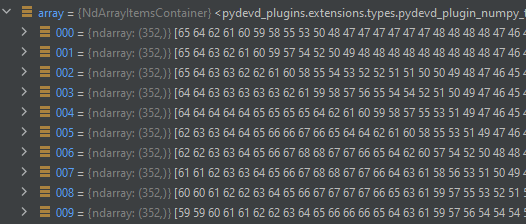 array = {NdArrayItemsContainer} <pydevd_plugins.extensions.types.pydevd_plugin_numpy_t
000 = {ndarray: (352,)} [65 64 62 61 60 59 58 55 53 50 48 47 47 47 47 47 47 48 48 48 48 47 46
001 = {ndarray: (352,)} [65 64 63 61 60 59 57 54 52 50 49 48 48 48 48 48 48 48 48 48 47 46
002 = {ndarray: (352,)} [65 64 63 63 62 62 61 60 58 55 54 53 52 52 51 51 50 50 49 48 47 46 45
003 = {ndarray: (352,)} [64 64 63 63 63 63 63 62 61 59 58 57 56 55 54 54 52 51 50 49 47 46
004 = {ndarray: (352,)} [64 64 64 64 65 65 65 65 64 62 61 60 59 58 57 55 53 51 49 47 46 45
005 = {ndarray: (352,)} [62 63 63 64 65 66 66 67 66 65 64 64 62 61 60 58 55 53 51 49 47 46
006 = {ndarray: (352,)} [62 62 63 63 64 65 66 67 68 68 67 67 66 65 64 62 60 57 54 52 50 48 48
007 = {ndarray: (352,)} [61 61 62 63 63 64 65 66 67 68 67 67 67 66 64 63 61 58 56 53 51 49
008 = {ndarray: (352,)} [60 60 61 62 62 63 64 65 66 66 67 66 67 65 63 61 59 57 55 53 52 51
009 = {ndarray: (352,)} [59 59 60 61 61 62 62 63 64 65 66 66 66 65 64 63 61 59 57 56 54 54 54